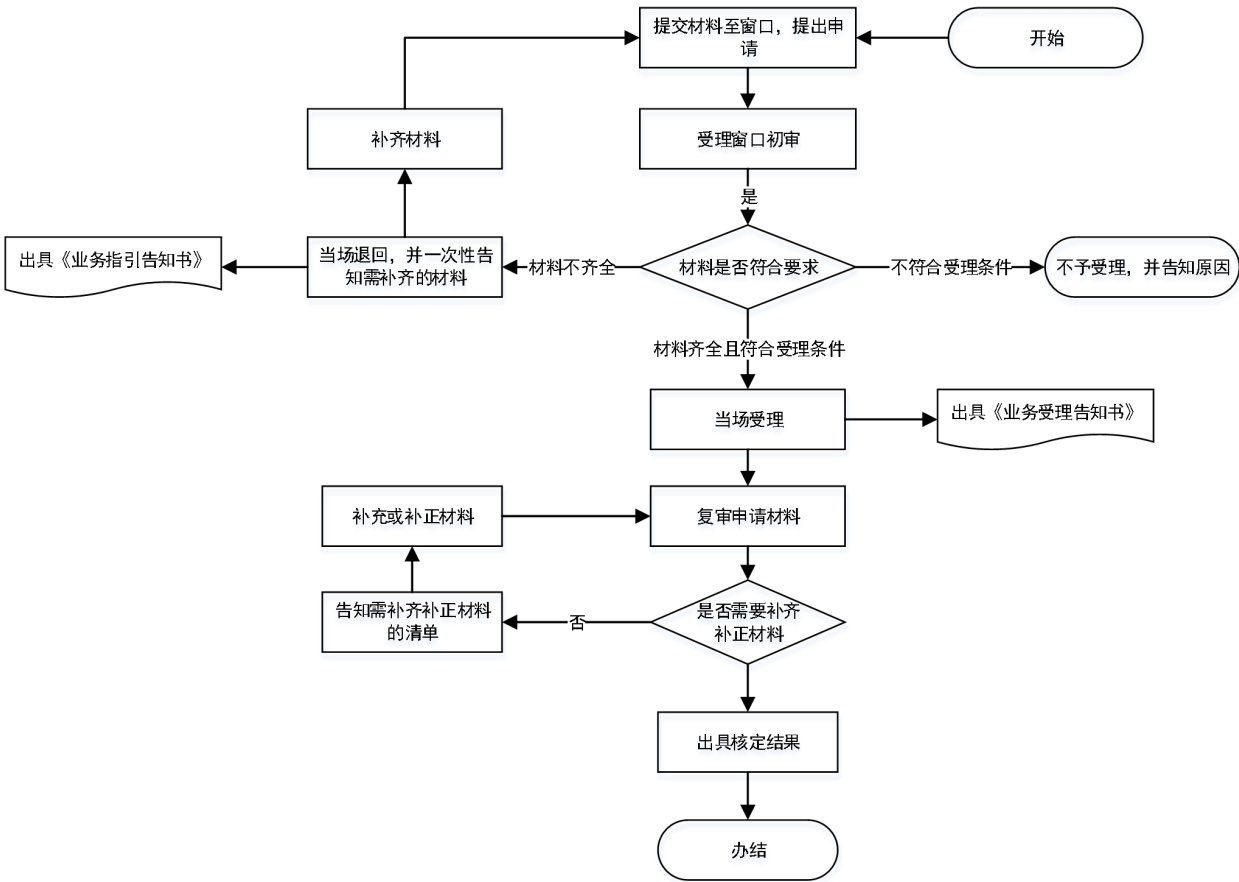 提交材料至窗口，提出申
请
开始
补齐材料
受理窗口初审
是
出具《业务指引告知书》
当场退回，并一次性告
知需补齐的材料
材料不齐全
材料是否符合要求
不符合受理条件
不予受理，并告知原因
材料齐全且符合受理条件
当场受理
出具《业务受理告知书》
补充或补正材料
复审申请材料
告知需补齐补正材料
的清单
否
是否需要补齐
补正材料
出具核定结果
办结